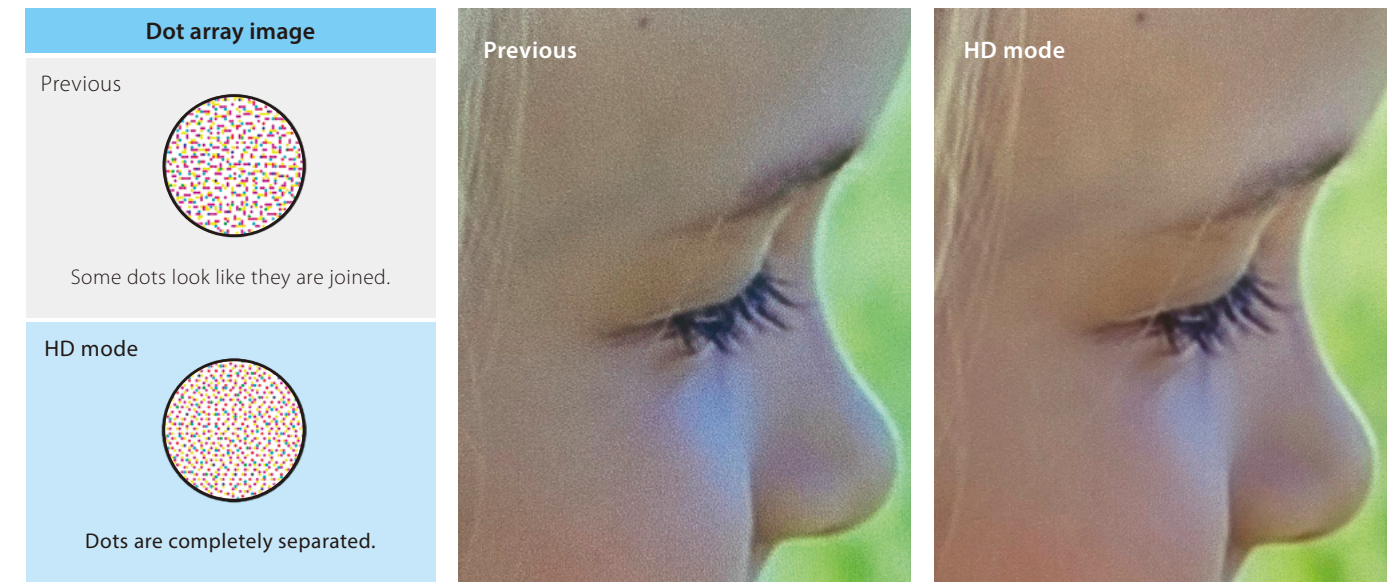 Dot array image
Previous
Some dots look like they are joined.
HD mode
Dots are completely separated.
Previous
HD mode